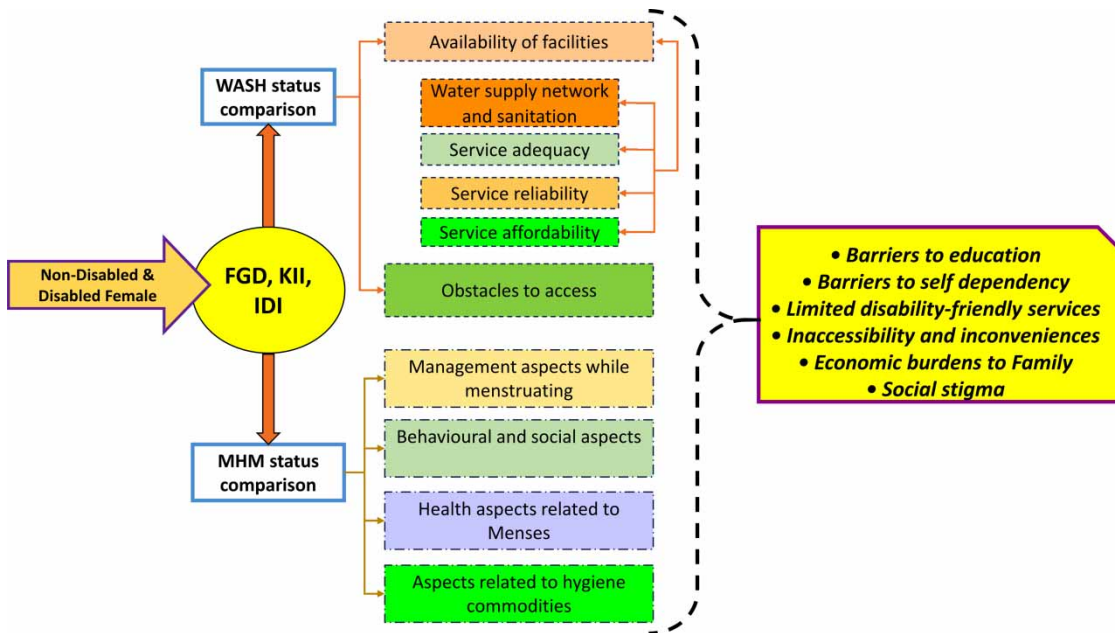 Non-Disabled &
Disabled Female
FGD, KII,
IDI
WASH status
comparison
Availability of facilities
Water supply network
and sanitation
Service adequacy
Service reliability
Service affordability
Obstacles to access
MHM status
comparison
Management aspects while
menstruating
Behavioural and social aspects
Health aspects related to
Menses
Aspects related to hygiene
commodities
• Barriers to education
• Barriers to self dependency
• Limited disability-friendly services
• Inaccessibility and inconveniences
• Economic burdens to Family
• Social stigma